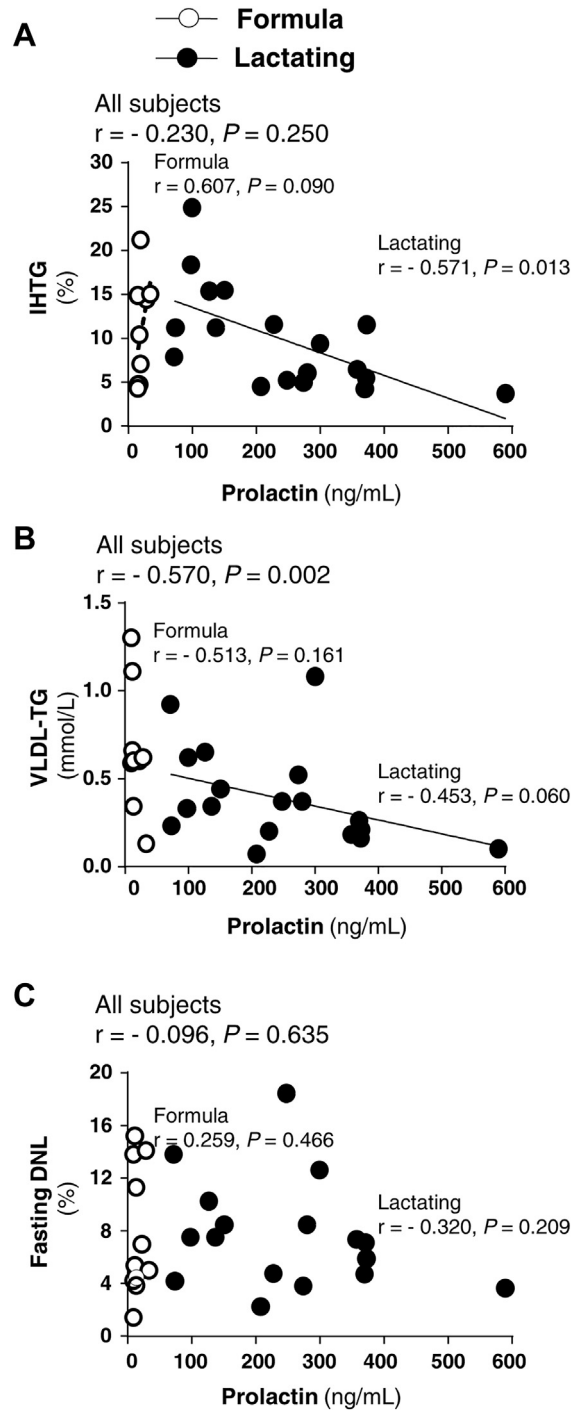 Formula
Lactating
A
All subjects
r = - 0.230, P = 0.250
Formula
r = 0.607, P = 0.090
Lactating
r = - 0.571, P = 0.013
30
25
20
15
10
5
0
IHTG
(%)
0 100 200 300 400 500 600
Prolactin (ng/mL)
B
All subjects
r = - 0.570, P = 0.002
Formula
r = - 0.513, P = 0.161
Lactating
r = - 0.453, P = 0.060
1.5
1.0
0.5
0.0
VLDL-TG
(mmol/L)
0 100 200 300 400 500 600
Prolactin (ng/mL)
C
All subjects
r = - 0.096, P = 0.635
Formula
r = 0.259, P = 0.466
Lactating
r = - 0.320, P = 0.209
20
16
12
8
4
0
Fasting DNL
(%)
0 100 200 300 400 500 600
Prolactin (ng/mL)